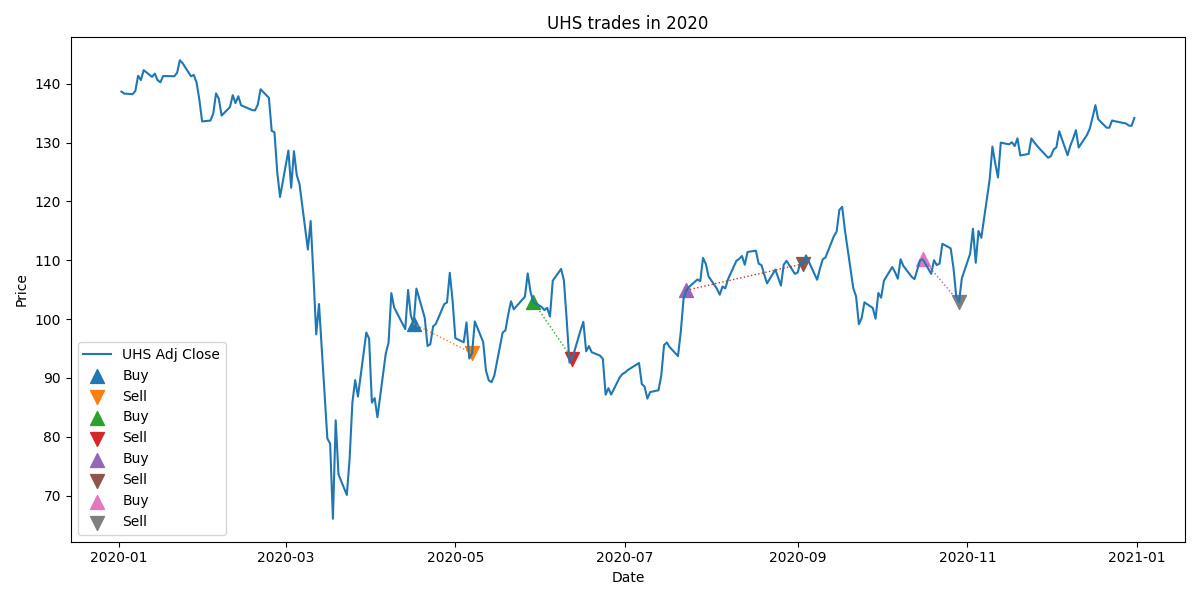 UHS trades in 2020
Price
140
130
120
110
100
90
80
70
UHS Adj Close
Buy
Sell
Buy
Sell
Buy
Sell
Buy
Sell
2020-01
2020-03
2020-05
2020-07
2020-09
2020-11
2021-01
Date